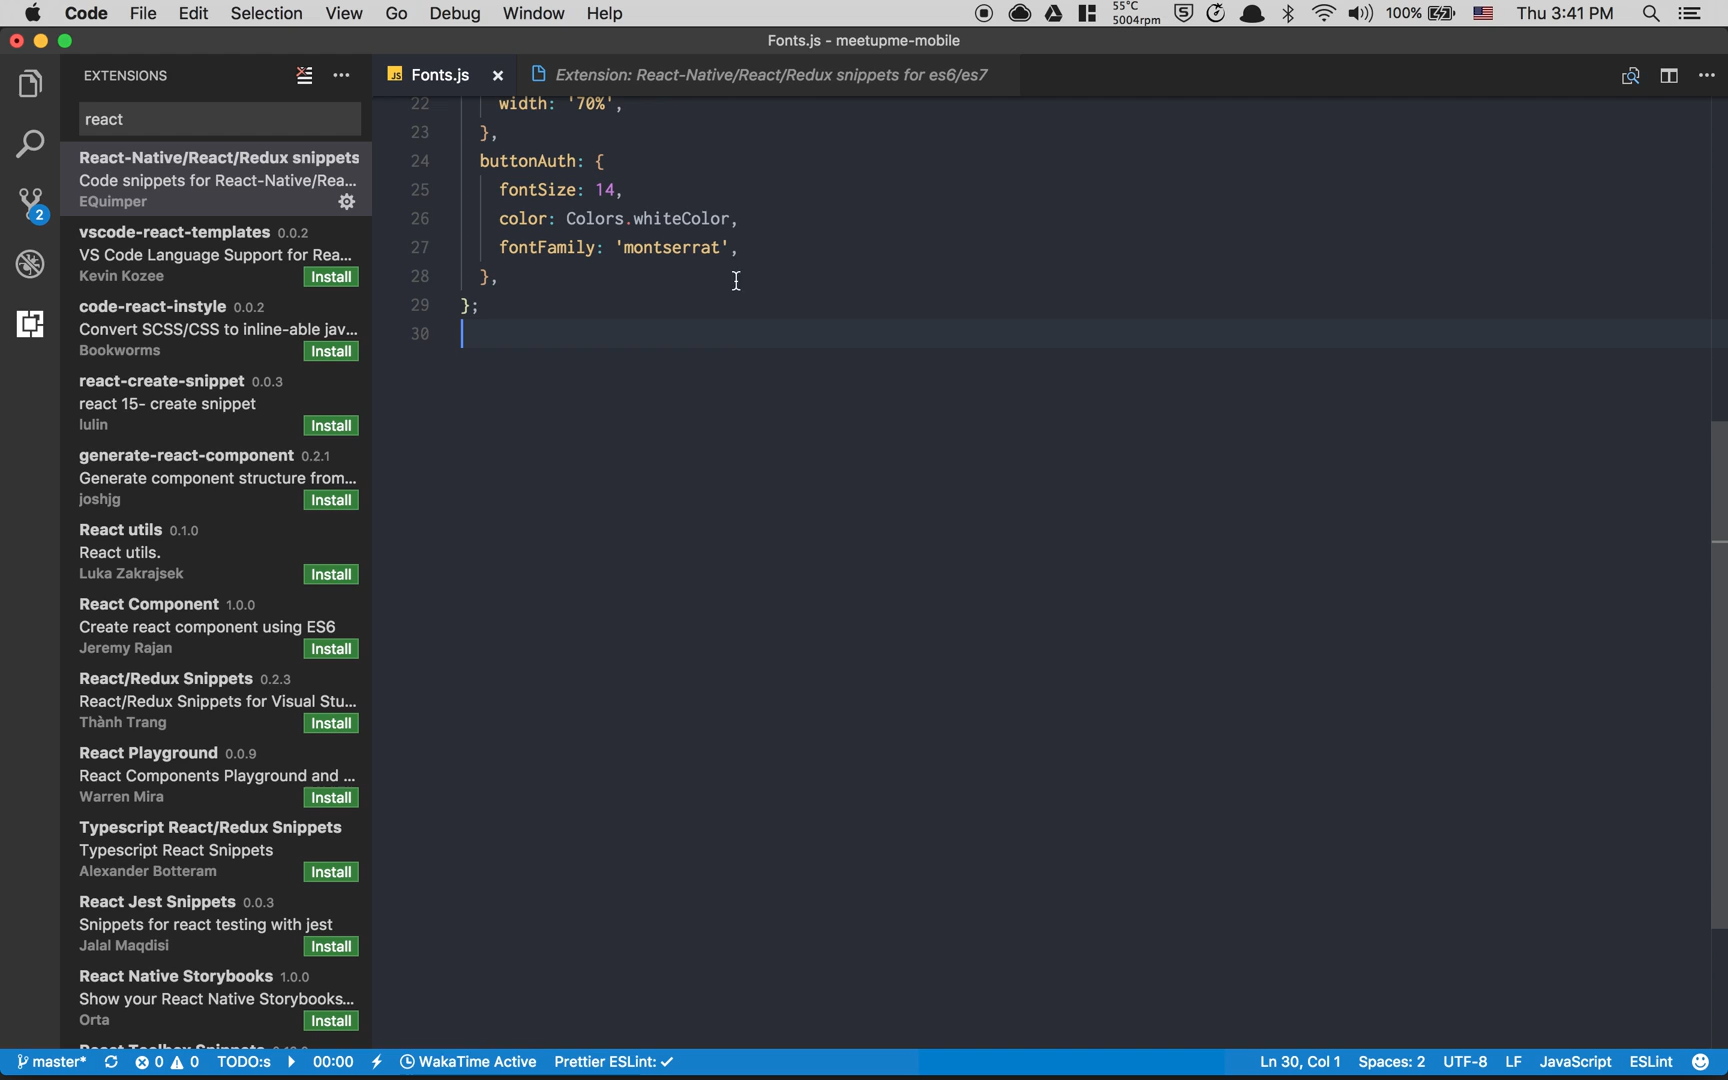 Code File Edit Selection View Go Debug Window Help
55°C
5004rpm
100%
Thu 3:41 PM
Fonts.js - meetupme-mobile
EXTENSIONS
react
React-Native/React/Redux snippets
Code snippets for React-Native/Rea...
EQuimper
vscode-react-templates 0.0.2
VS Code Language Support for Rea...
Kevin Kozee
Install
code-react-instyle 0.0.2
Convert SCSS/CSS to inline-able jav...
Bookworms
Install
react-create-snippet 0.0.3
react 15- create snippet
lulin
Install
generate-react-component 0.2.1
Generate component structure from...
joshjg
Install
React utils 0.1.0
React utils.
Luka Zakrajsek
Install
React Component 1.0.0
Create react component using ES6
Jeremy Rajan
Install
React/Redux Snippets 0.2.3
React/Redux Snippets for Visual Stu...
Thành Trang
Install
React Playground 0.0.9
React Components Playground and ...
Warren Mira
Install
Typescript React/Redux Snippets
Typescript React Snippets
Alexander Botteram
Install
React Jest Snippets 0.0.3
Snippets for react testing with jest
Jalal Maqdisi
Install
React Native Storybooks 1.0.0
Show your React Native Storybooks...
Orta
Install
JS Fonts.js
Extension: React-Native/React/Redux snippets for es6/es7
22 width: '70%',
23 },
24 buttonAuth: {
25 fontSize: 14,
26 color: Colors.whiteColor,
27 fontFamily: 'montserrat',
28 },
29 };
30
2
master* 0 0 TODO:s 00:00 WakaTime Active Prettier ESLint: ✓ Ln 30, Col 1 Spaces: 2 UTF-8 LF JavaScript ESLint